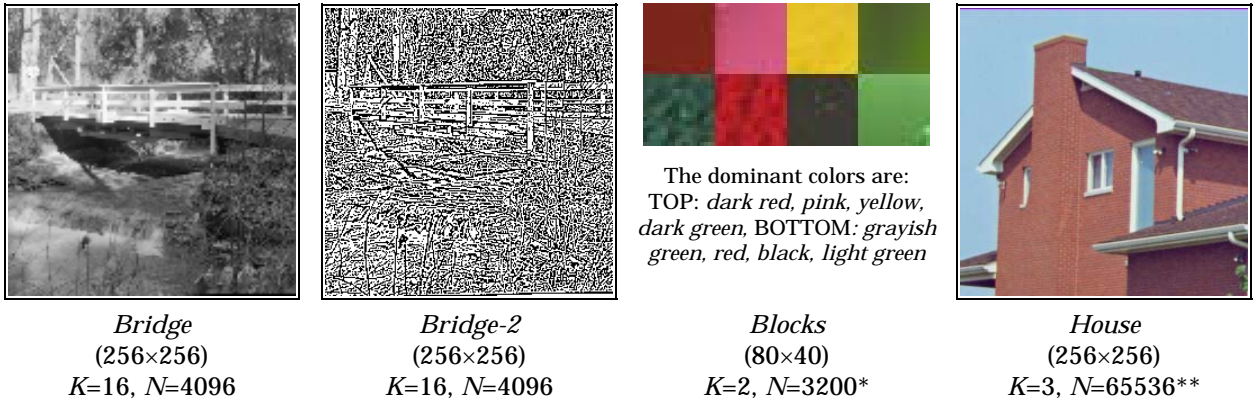 The dominant colors are:
TOP: dark red, pink, yellow,
dark green, BOTTOM: grayish
green, red, black, light green
Bridge
(256×256)
K=16, N=4096
Bridge-2
(256×256)
K=16, N=4096
Blocks
(80×40)
K=2, N=3200*
House
(256×256)
K=3, N=65536**